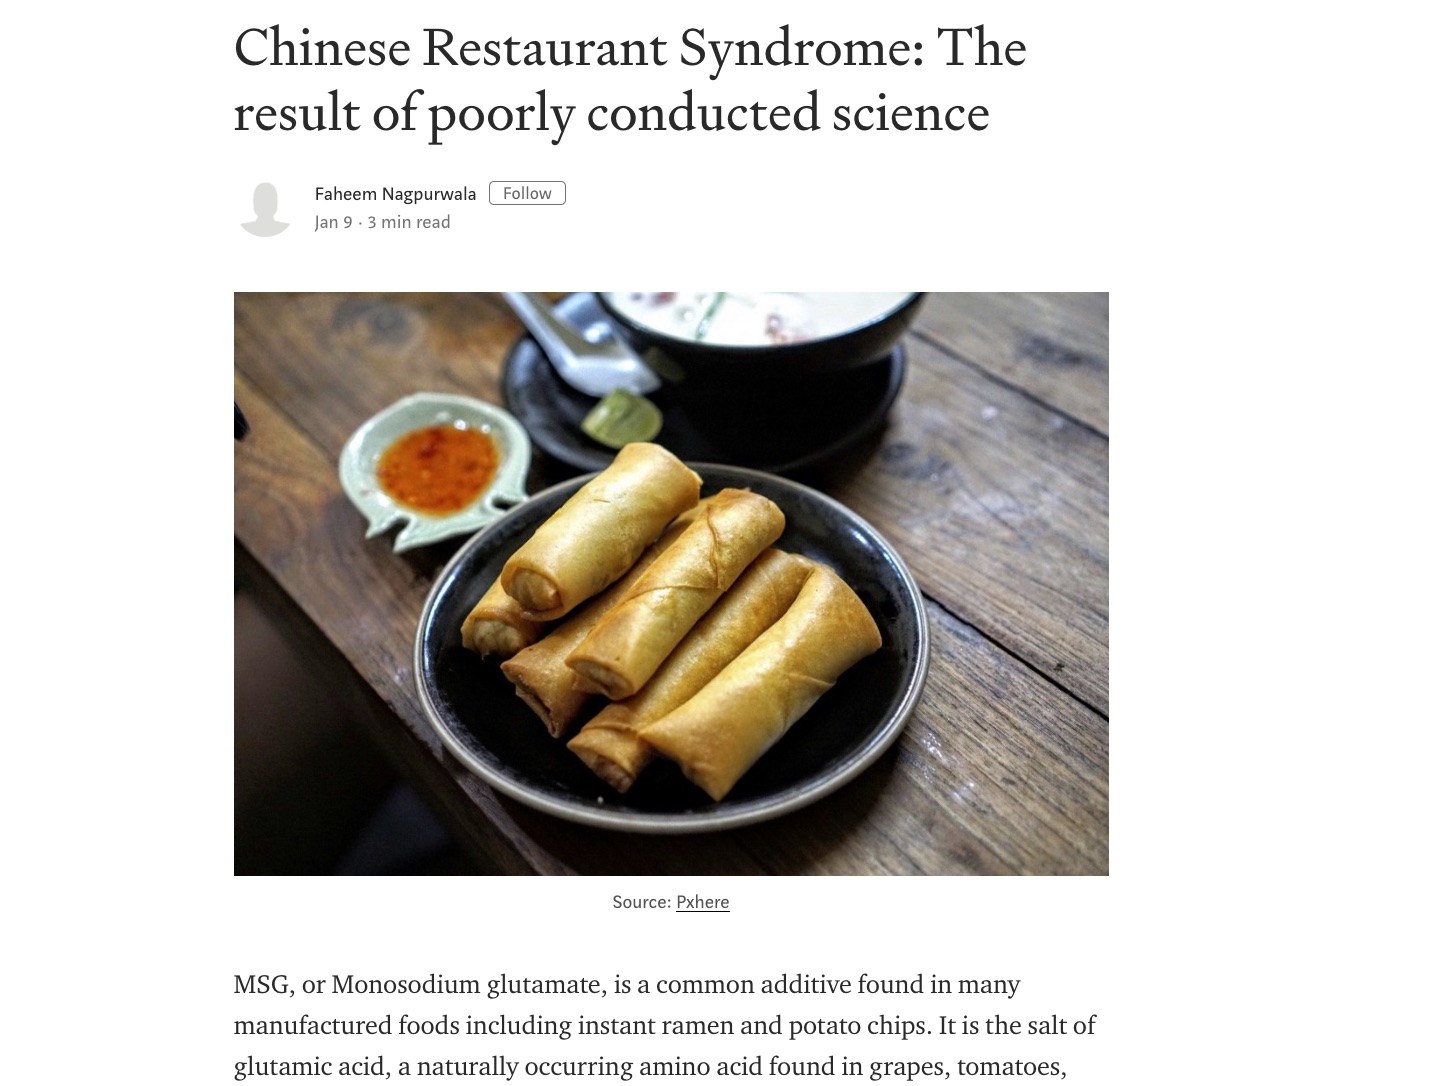 Chinese Restaurant Syndrome: The
result of poorly conducted science
Faheem Nagpurwala Follow
Jan 9 · 3 min read
Source: Pxhere
MSG, or Monosodium glutamate, is a common additive found in many
manufactured foods including instant ramen and potato chips. It is the salt of
glutamic acid, a naturally occurring amino acid found in grapes, tomatoes,